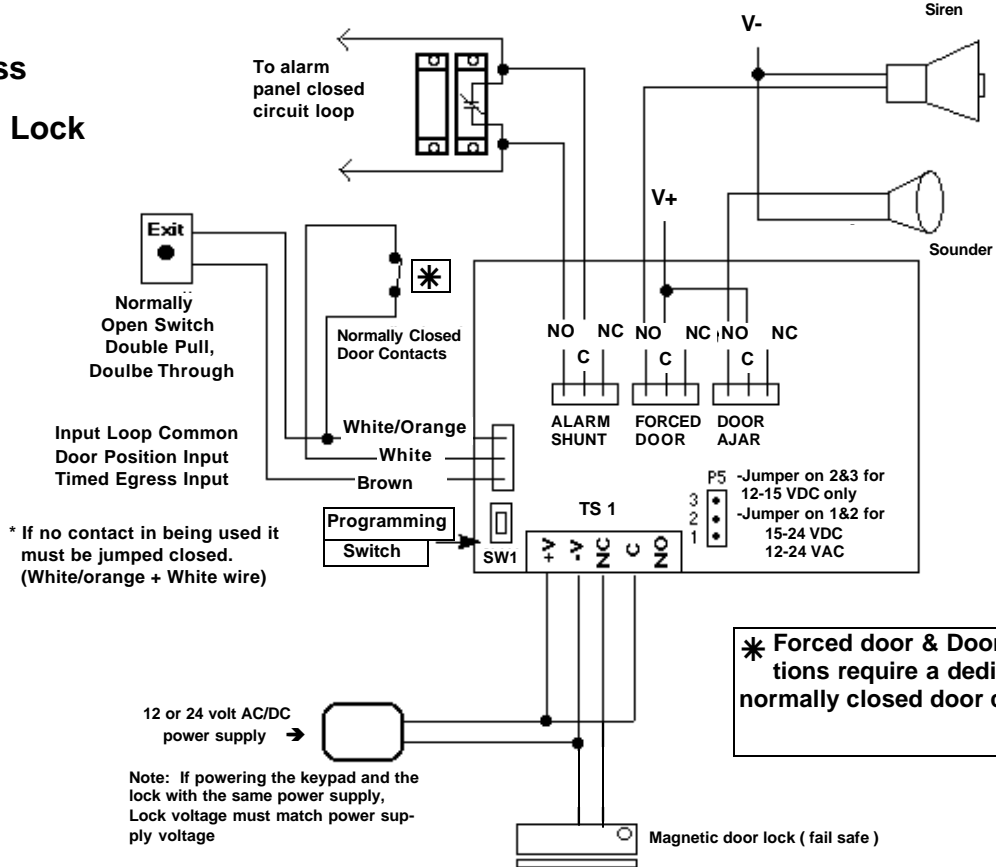 Siren
V-
ss
To alarm
panel closed
circuit loop
Lock
V+
Exit
Sounder
Normally
Open Switch
Double Pull,
Doulbe Through
*
Normally Closed
Door Contacts
NO NC NO NC NO NC
C C C
ALARM
SHUNT
FORCED
DOOR
DOOR
AJAR
Input Loop Common
Door Position Input
Timed Egress Input
White/Orange
White
Brown
P5
3
2
1
-Jumper on 2&3 for
12-15 VDC only
-Jumper on 1&2 for
15-24 VDC
12-24 VAC
* If no contact in being used it
must be jumped closed.
(White/orange + White wire)
Programming
Switch
SW1
TS 1
+V
-V
NC
C
NO
* Forced door & Door
tions require a dedi
normally closed door c
12 or 24 volt AC/DC
power supply ➔
Note: If powering the keypad and the
lock with the same power supply,
Lock voltage must match power sup-
ply voltage
Magnetic door lock ( fail safe )